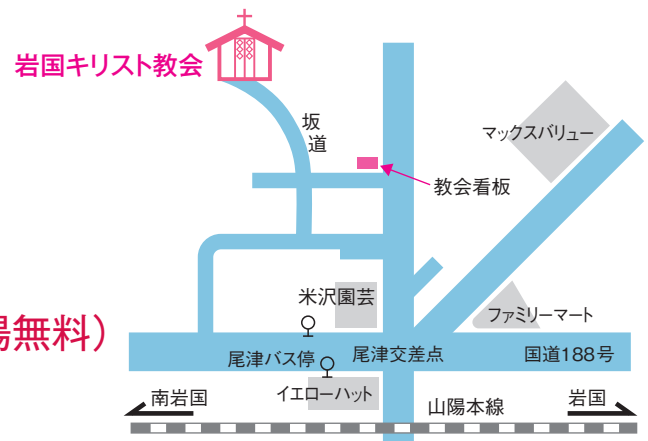 岩国キリスト教会
坂
道
マックスバリュー
教会看板
米沢園芸
ファミリーマート
場無料）
尾津バス停
尾津交差点
国道188号
イエローハット
南岩国
山陽本線
岩国